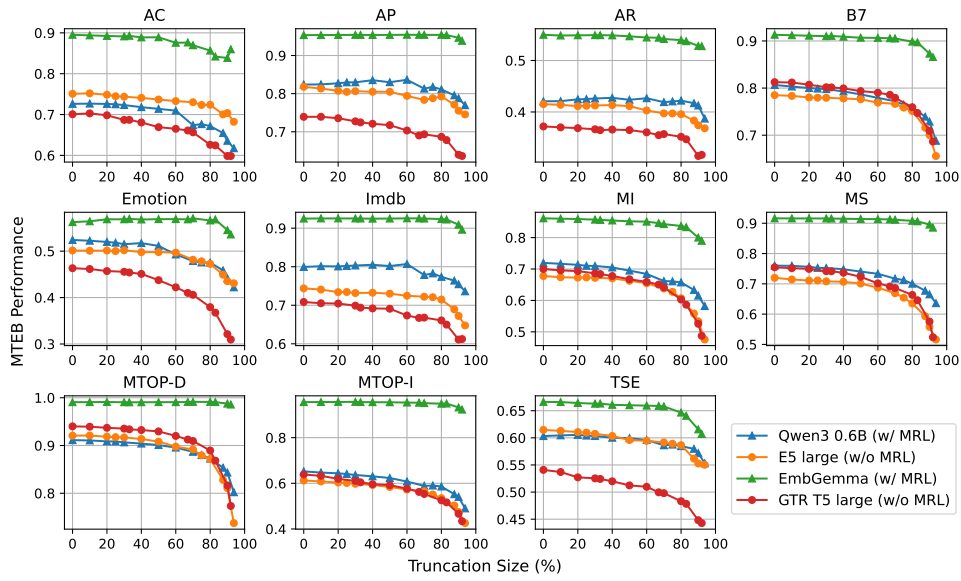 AC
AP
AR
B7
0.9
0.8
0.7
0.6
0 20 40 60 80 100
0.9
0.8
0.7
0 20 40 60 80 100
0.5
0.4
0 20 40 60 80 100
0.9
0.8
0.7
0 20 40 60 80 100
Emotion
Imdb
MI
MS
0.5
0.4
0.3
0 20 40 60 80 100
0.9
0.8
0.7
0.6
0 20 40 60 80 100
0.8
0.7
0.6
0.5
0 20 40 60 80 100
0.9
0.8
0.7
0.6
0.5
0 20 40 60 80 100
MTOP-D
MTOP-I
TSE
1.0
0.9
0.8
0 20 40 60 80 100
0.8
0.6
0.4
0 20 40 60 80 100
0.65
0.60
0.55
0.50
0.45
0 20 40 60 80 100
MTEB Performance
Truncation Size (%)
Qwen3 0.6B (w/ MRL)
E5 large (w/o MRL)
EmbGemma (w/ MRL)
GTR T5 large (w/o MRL)